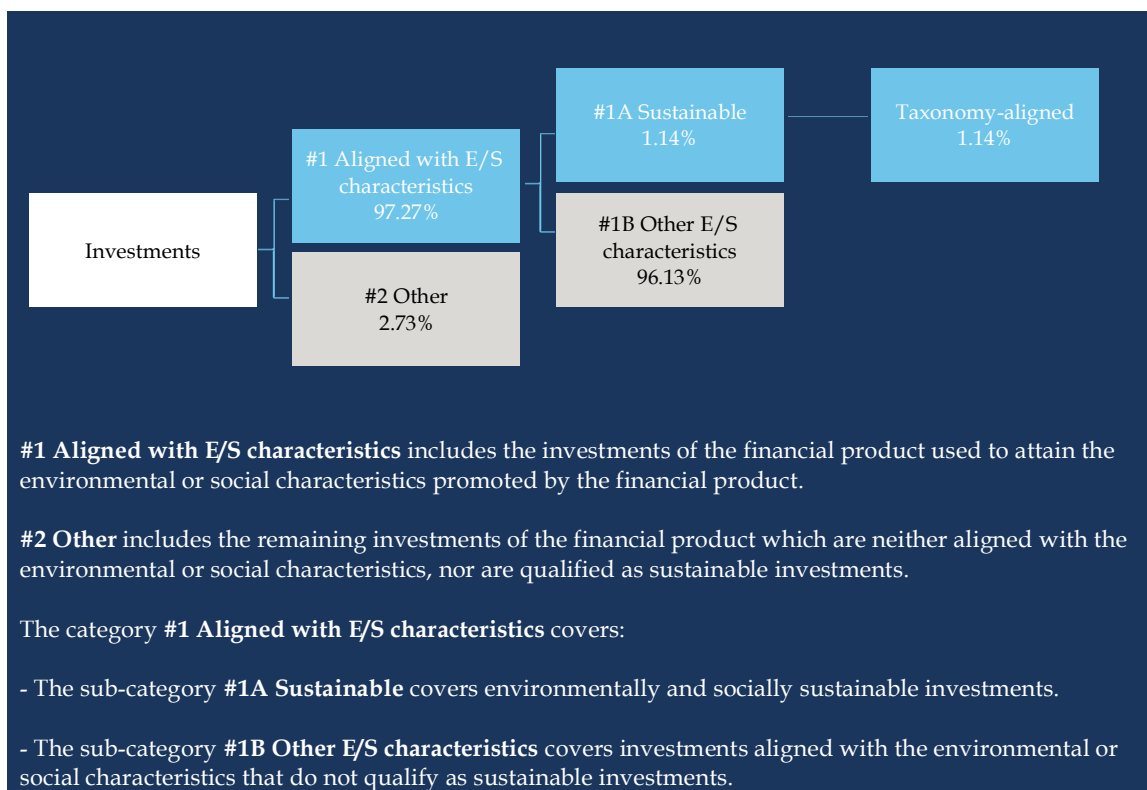 #1A Sustainable
1.14%
Taxonomy-aligned
1.14%
#1 Aligned with E/S
characteristics
97.27%
Investments
#1B Other E/S
characteristics
96.13%
#2 Other
2.73%
#1 Aligned with E/S characteristics includes the investments of the financial product used to attain the
environmental or social characteristics promoted by the financial product.
#2 Other includes the remaining investments of the financial product which are neither aligned with the
environmental or social characteristics, nor are qualified as sustainable investments.
The category #1 Aligned with E/S characteristics covers:
- The sub-category #1A Sustainable covers environmentally and socially sustainable investments.
- The sub-category #1B Other E/S characteristics covers investments aligned with the environmental or
social characteristics that do not qualify as sustainable investments.